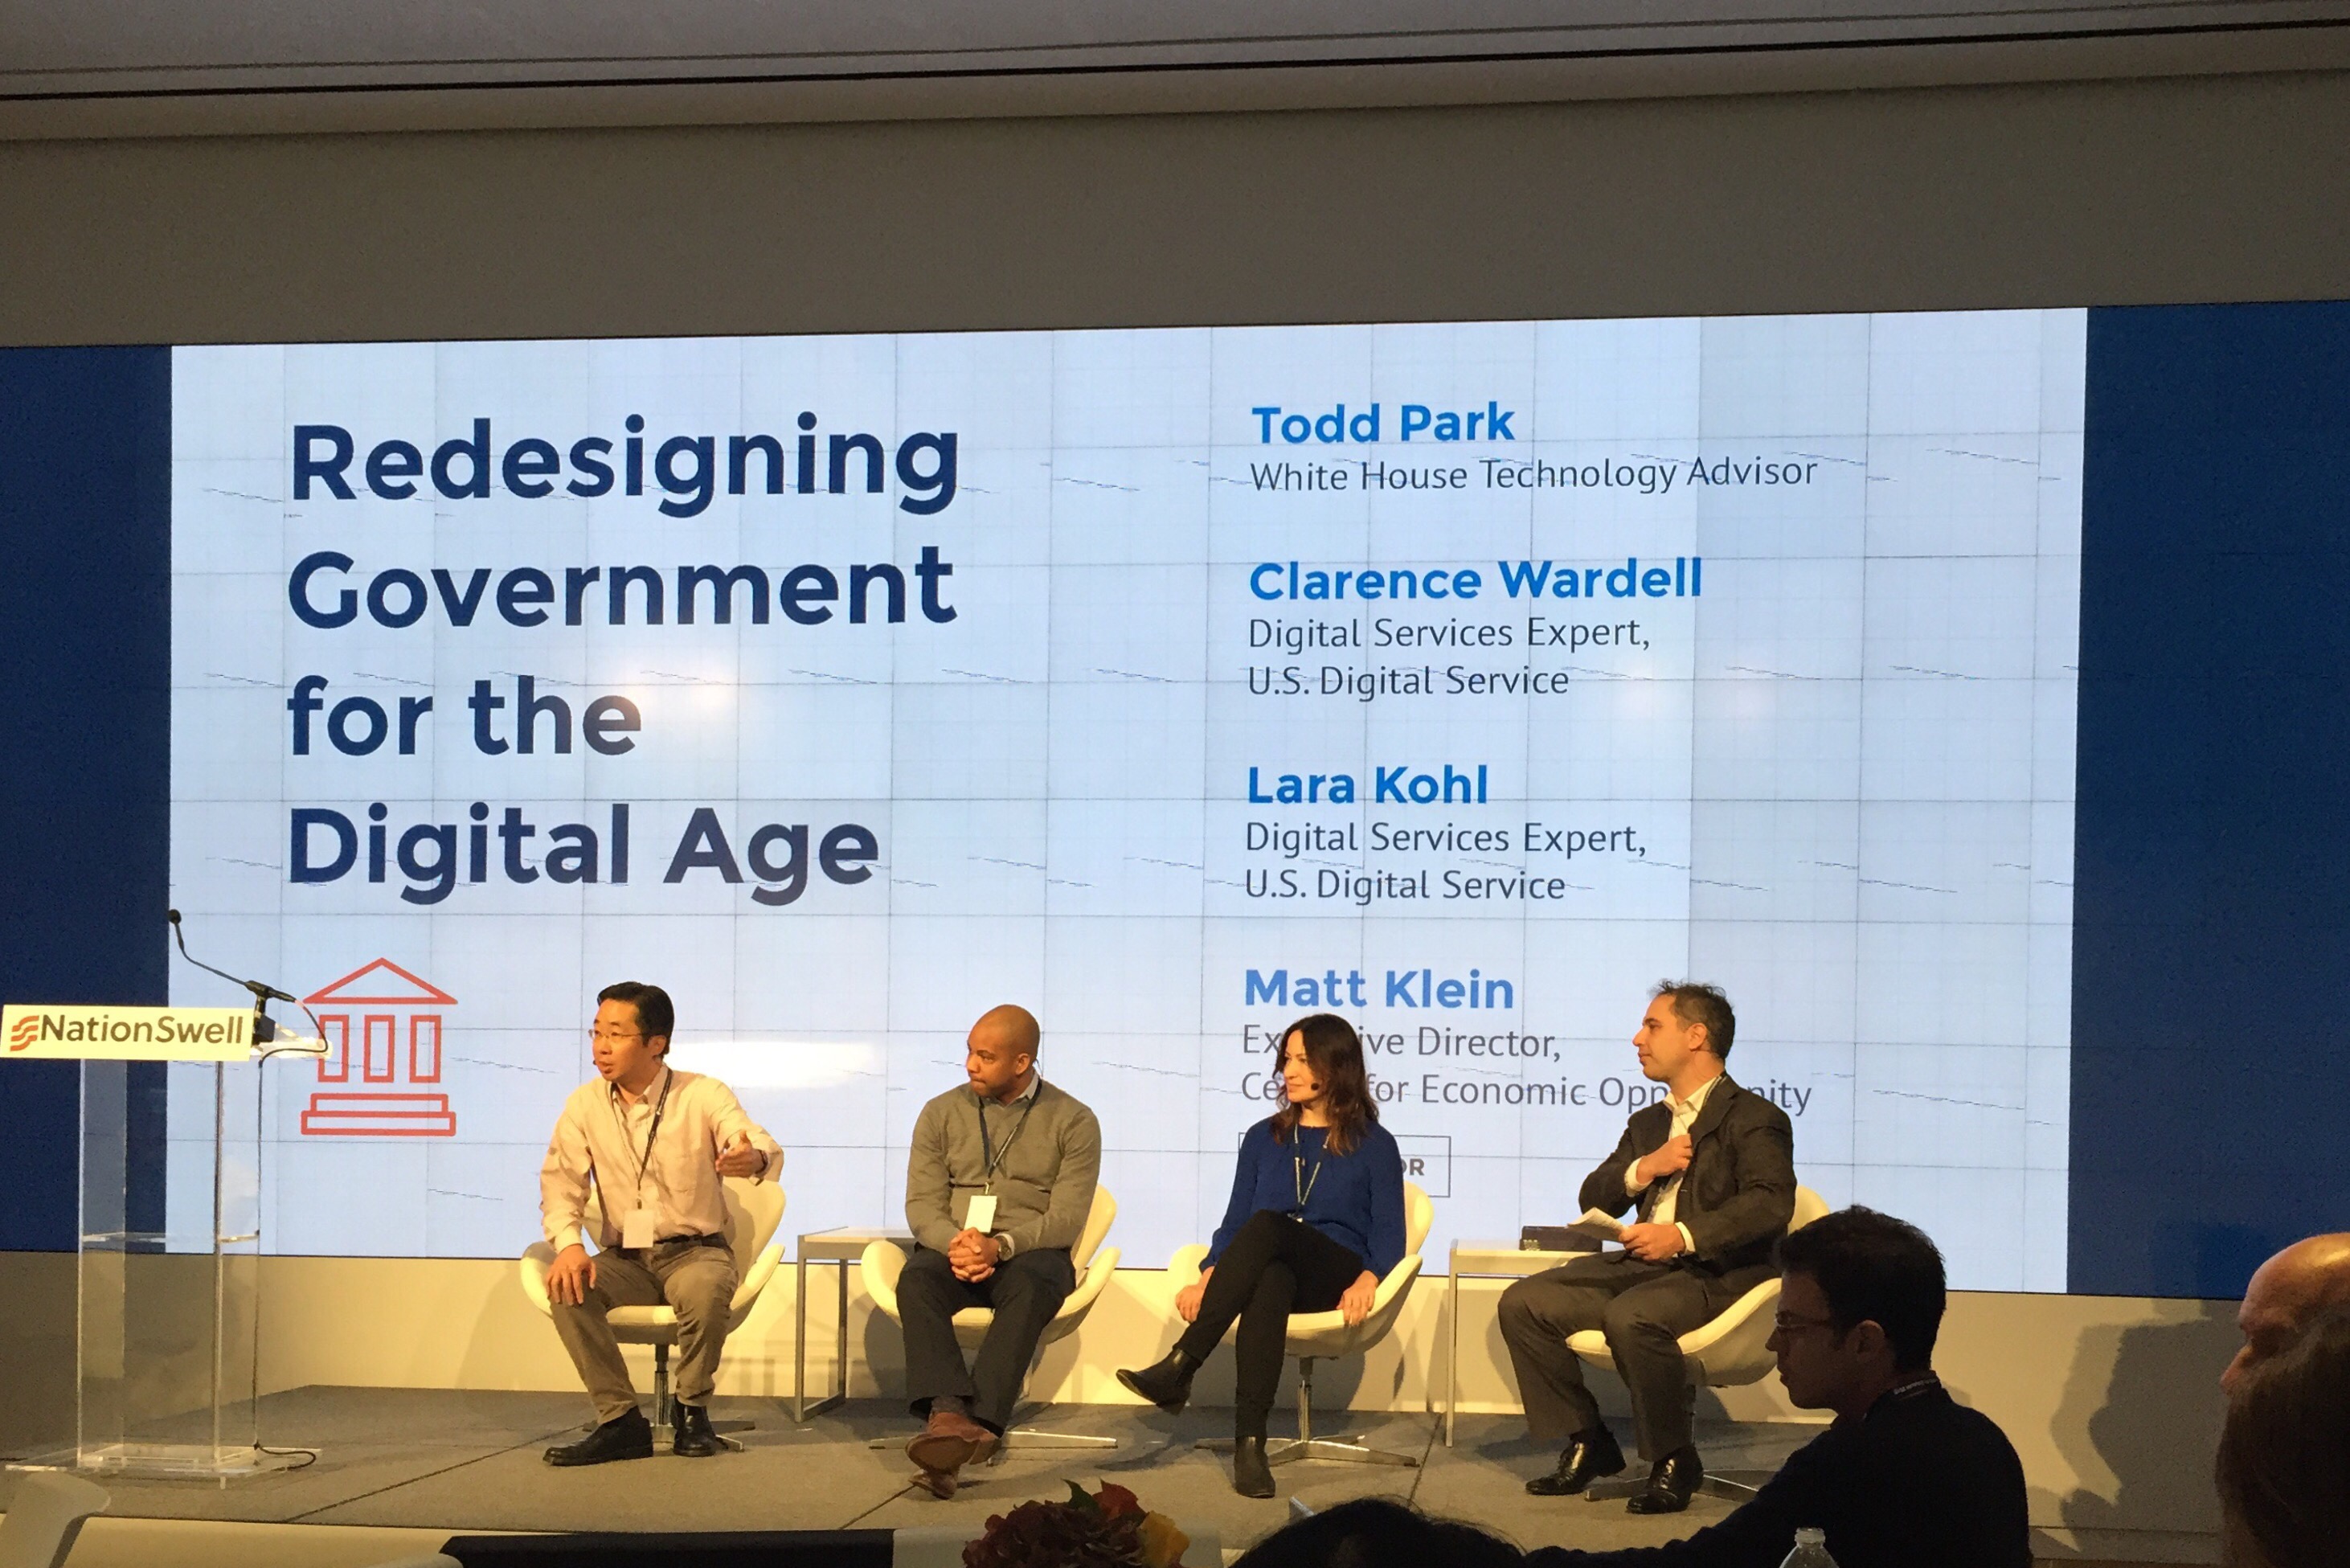 Redesigning
Government
for the
Digital Age
Todd Park
White House Technology Advisor
Clarence Wardell
Digital Services Expert,
U.S. Digital Service
Lara Kohl
Digital Services Expert,
U.S. Digital Service
Matt Klein
Director,
for Economic
NationSwell